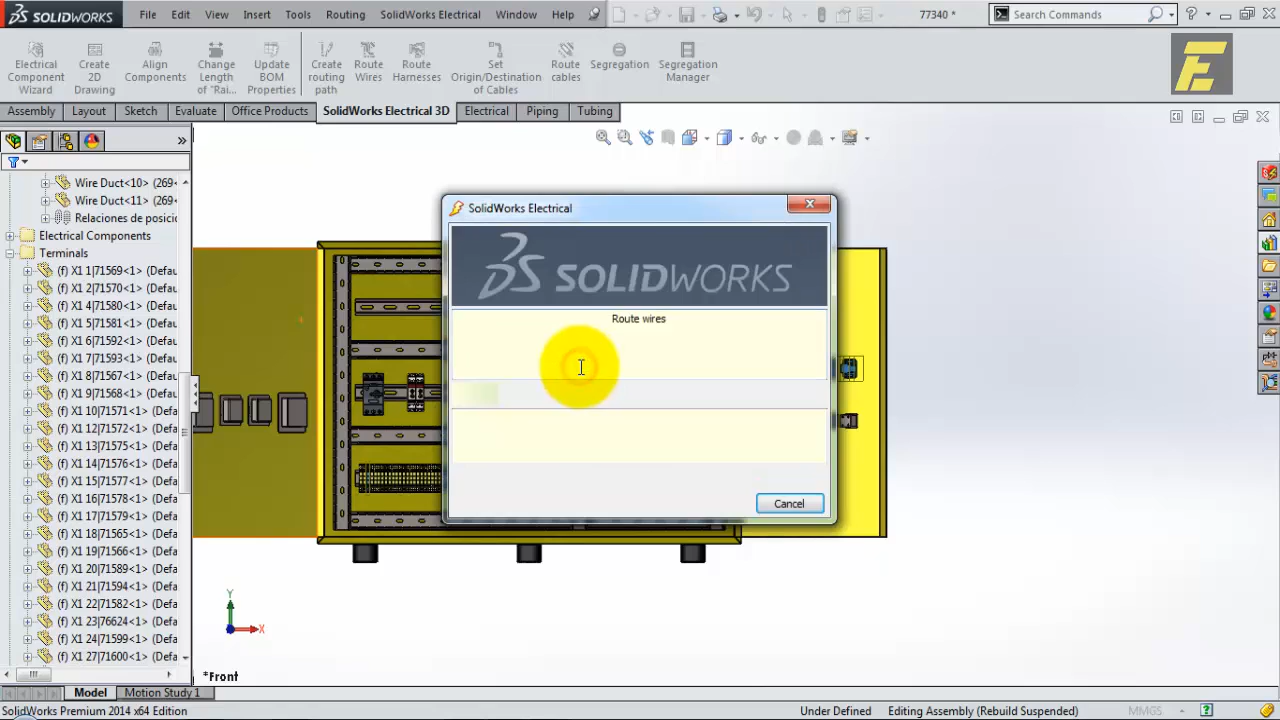 SOLIDWORKS File Edit View Insert Tools Routing SolidWorks Electrical Window Help 77340 * Search Commands
Electrical Component Wizard
Create 2D Drawing
Align Components
Change Length of "Rai...
Update BOM Properties
Create routing path
Route Wires
Route Harnesses
Set Origin/Destination of Cables
Route cables
Segregation
Segregation Manager
Assembly Layout Sketch Evaluate Office Products SolidWorks Electrical 3D Electrical Piping Tubing
Wire Duct<10> (269<
Wire Duct<11> (269<
Relaciones de posicio
Electrical Components
Terminals
(f) X1 1|71569<1> (Defau
(f) X1 2|71570<1> (Defau
(f) X1 4|71580<1> (Defau
(f) X1 5|71581<1> (Defau
(f) X1 6|71592<1> (Defau
(f) X1 7|71593<1> (Defau
(f) X1 8|71567<1> (Defau
(f) X1 9|71568<1> (Defau
(f) X1 10|71571<1> (Defa
(f) X1 12|71572<1> (Defa
(f) X1 13|71575<1> (Defa
(f) X1 14|71576<1> (Defa
(f) X1 15|71577<1> (Defa
(f) X1 16|71578<1> (Defa
(f) X1 17|71579<1> (Defa
(f) X1 18|71565<1> (Defa
(f) X1 19|71566<1> (Defa
(f) X1 20|71589<1> (Defa
(f) X1 21|71594<1> (Defa
(f) X1 22|71582<1> (Defa
(f) X1 23|76624<1> (Defa
(f) X1 24|71599<1> (Defa
(f) X1 27|71600<1> (Defa
SolidWorks Electrical
SOLIDWORKS
Route wires
Cancel
Y
X
*Front
Model Motion Study 1
SolidWorks Premium 2014 x64 Edition Under Defined Editing Assembly (Rebuild Suspended) MMGS